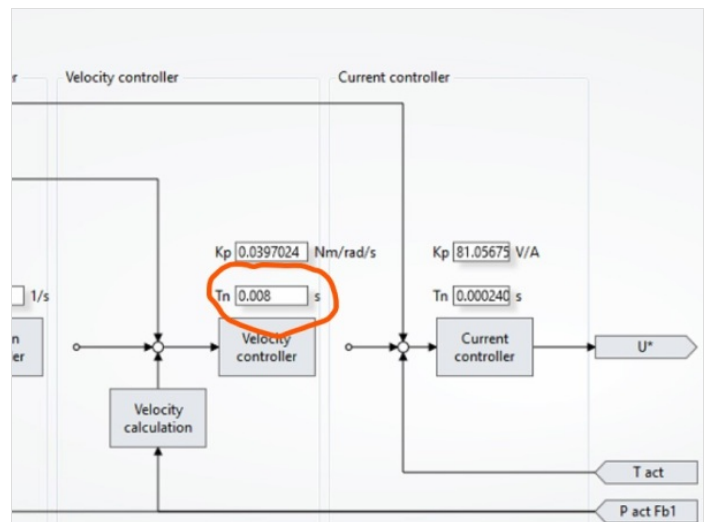 r
Velocity controller
Current controller
Kp 0.0397024 Nm/rad/s
Kp 81.05675 V/A
1/s
Tn 0.008 s
Tn 0.000240 s
n
er
Velocity
controller
Current
controller
U*
Velocity
calculation
T act
P act Fb1